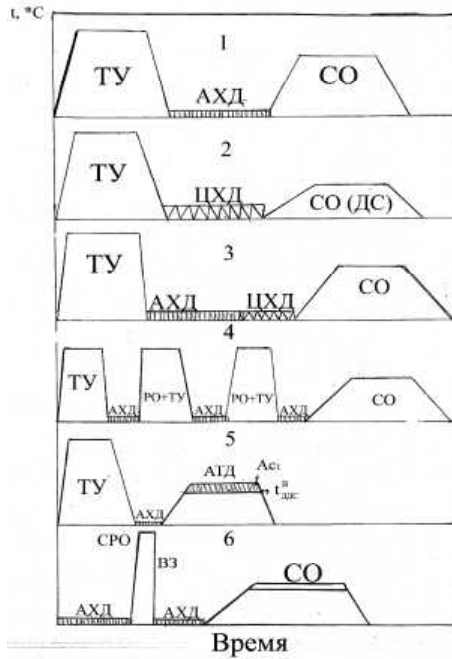 t, *C
1
ТУ
АХД
СО
2
ТУ
ЦХД
СО (ДС)
3
ТУ
АХД
ЦХД
СО
4
ТУ
АХД
РО+ТУ
АХД
РО+ТУ
АХД
СО
5
ТУ
АХД
АТД
Ac₁
tᴴддс
6
СРО
ВЗ
АХД
АХД
СО
Время